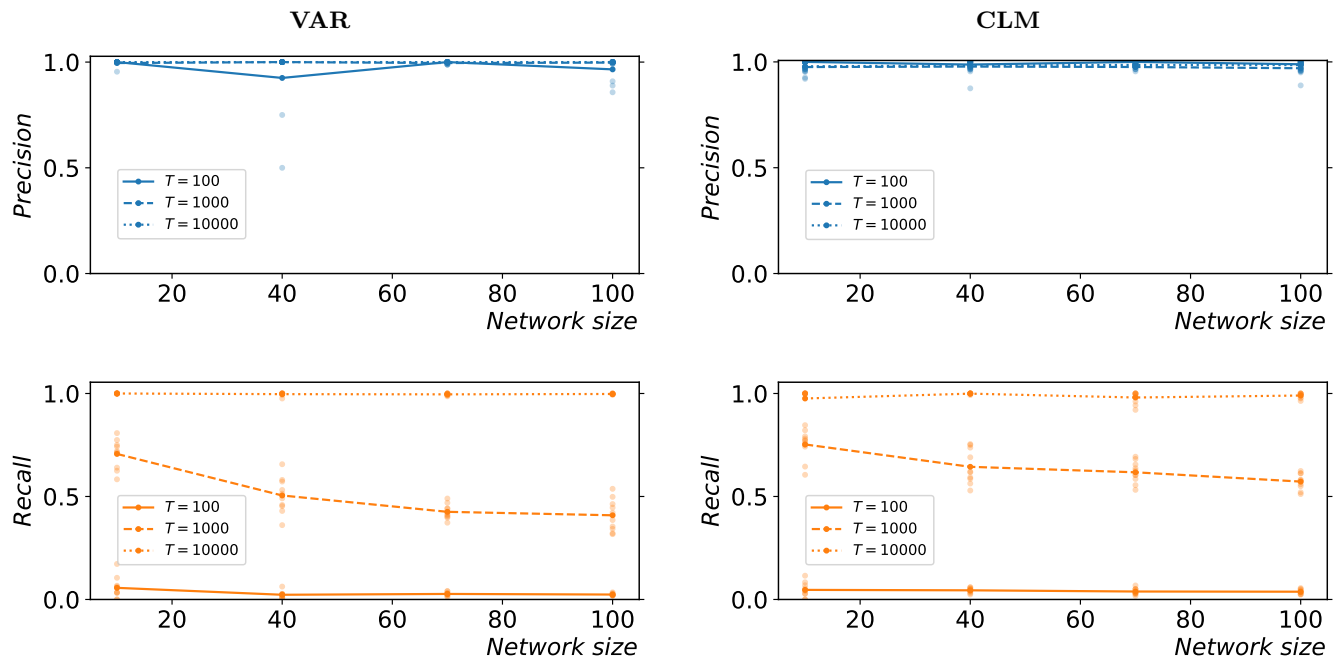 VAR
1.0
0.5
0.0
Precision
T = 100
T = 1000
T = 10000
20 40 60 80 100
Network size
CLM
1.0
0.5
0.0
Precision
T = 100
T = 1000
T = 10000
20 40 60 80 100
Network size
1.0
0.5
0.0
Recall
T = 100
T = 1000
T = 10000
20 40 60 80 100
Network size
1.0
0.5
0.0
Recall
T = 100
T = 1000
T = 10000
20 40 60 80 100
Network size